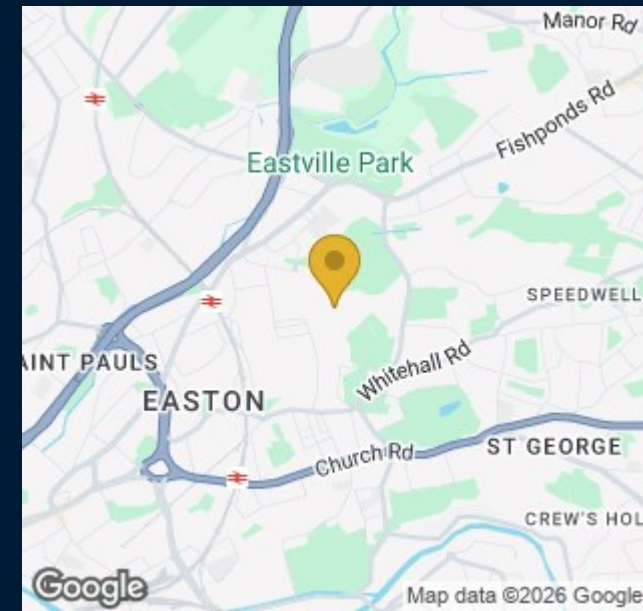 Manor Rd
Fishponds Rd
Eastville Park
SPEEDWELL
AINT PAULS
Whitehall Rd
EASTON
Church Rd
ST GEORGE
CREW'S HOL
Google
Map data ©2026 Google